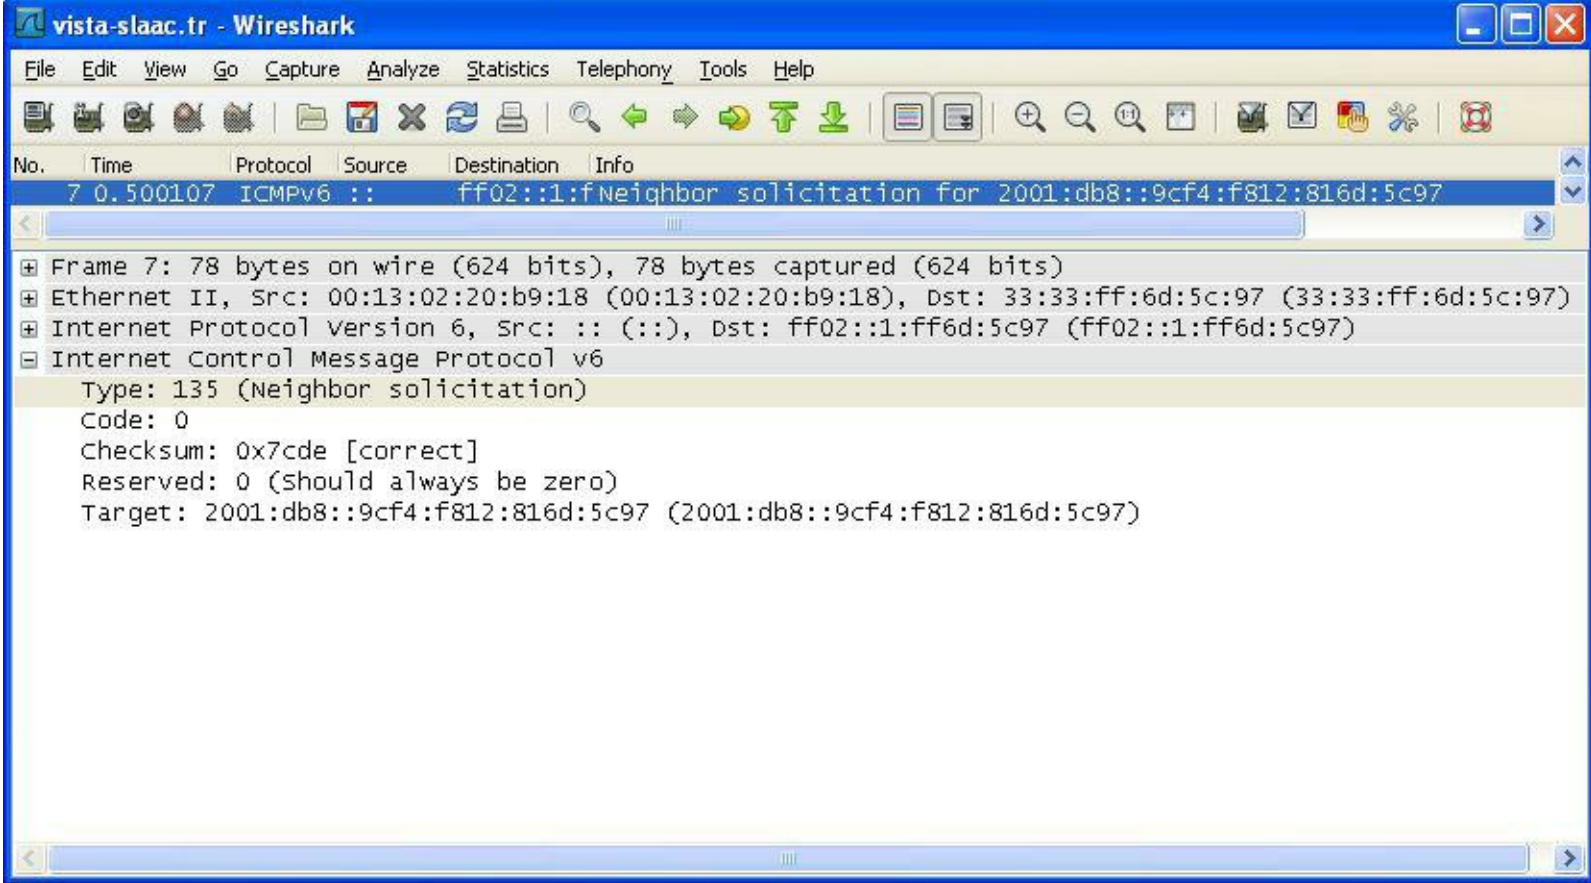 vista-slaac.tr - Wireshark
File Edit View Go Capture Analyze Statistics Telephony Tools Help
No. Time Protocol Source Destination Info
7 0.500107 ICMPv6 :: ff02::1:f Neighbor solicitation for 2001:db8::9cf4:f812:816d:5c97
Frame 7: 78 bytes on wire (624 bits), 78 bytes captured (624 bits)
Ethernet II, Src: 00:13:02:20:b9:18 (00:13:02:20:b9:18), Dst: 33:33:ff:6d:5c:97 (33:33:ff:6d:5c:97)
Internet Protocol Version 6, Src: :: (::), Dst: ff02::1:ff6d:5c97 (ff02::1:ff6d:5c97)
Internet Control Message Protocol v6
Type: 135 (Neighbor solicitation)
Code: 0
Checksum: 0x7cde [correct]
Reserved: 0 (Should always be zero)
Target: 2001:db8::9cf4:f812:816d:5c97 (2001:db8::9cf4:f812:816d:5c97)